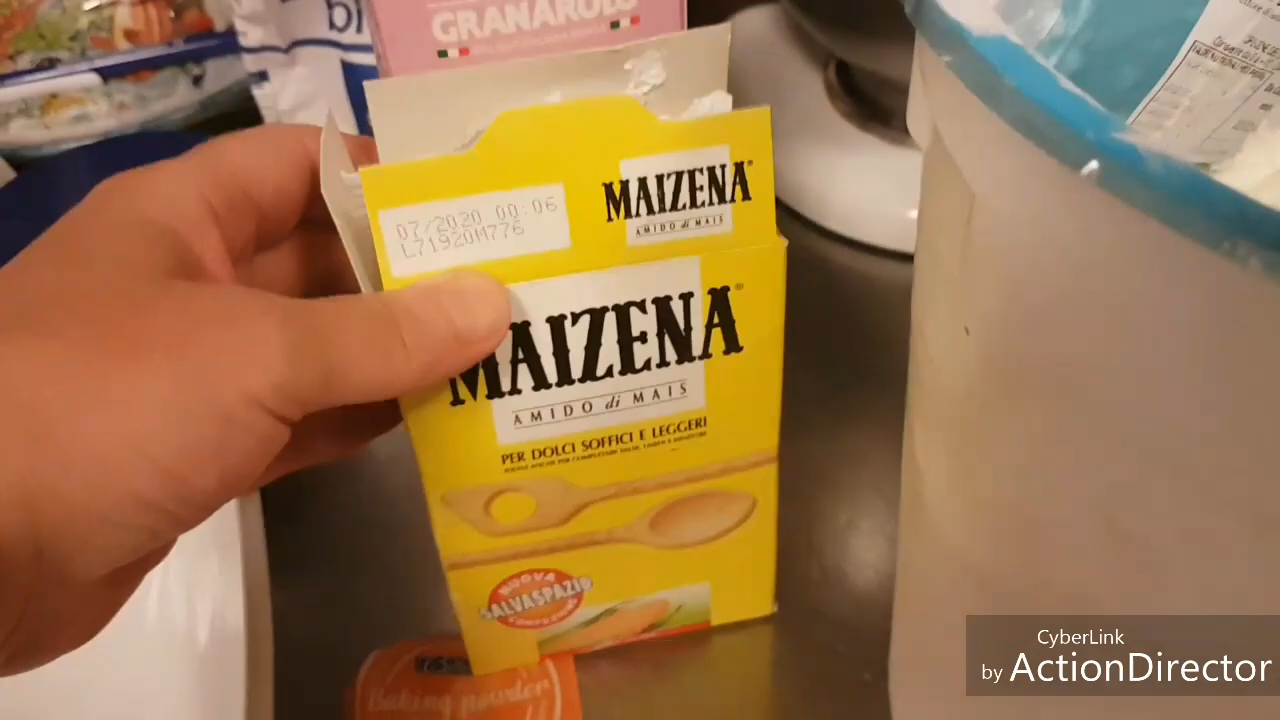 GRANAROLO
bl
07/2020 00:06
L71920M776
MAIZENA®
AMIDO di MAIS
MAIZENA®
AMIDO di MAIS
PER DOLCI SOFFICI E LEGGERI
NUOVA
SALVASPAZIO
Baking powder
CyberLink
by ActionDirector